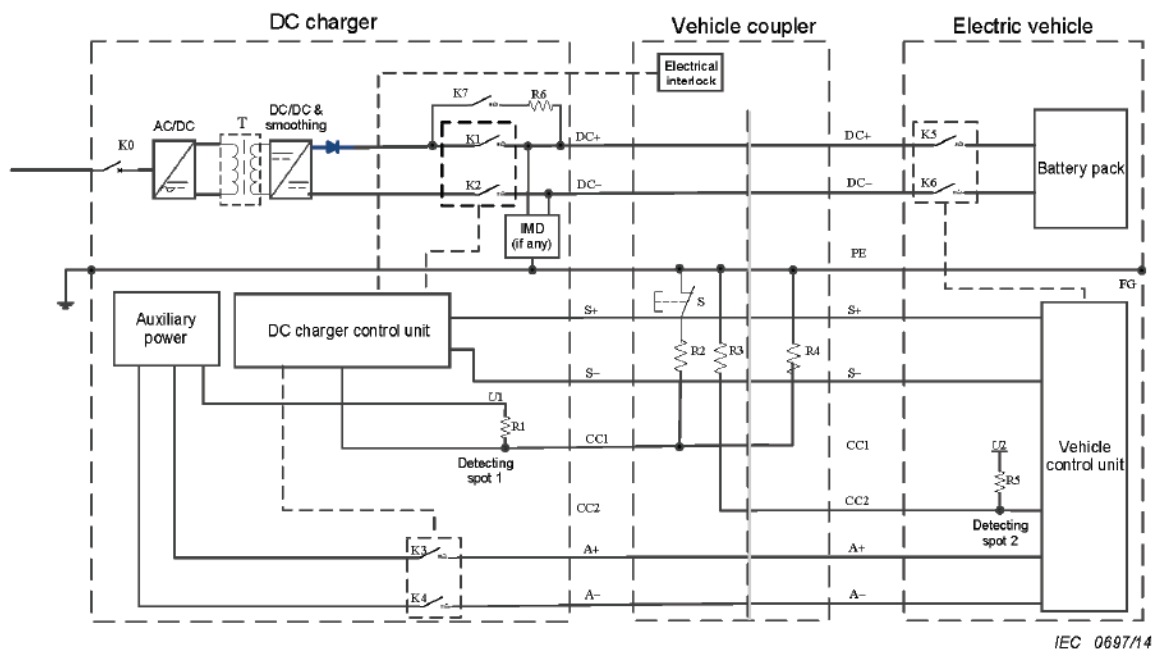 DC charger
Vehicle coupler
Electric vehicle
Electrical
interlock
K7
R6
AC/DC
T
DC/DC &
smoothing
K0
K1
DC+
DC+
K5
K2
DC–
DC–
K6
Battery pack
IMD
(if any)
PE
FG
Auxiliary
power
DC charger control unit
S+
S
S+
R2
R3
R4
S–
S–
U1
R1
CC1
CC1
Detecting
spot 1
U2
R5
Vehicle
control unit
CC2
CC2
Detecting
spot 2
K3
A+
A+
K4
A–
A–
IEC 0697/14